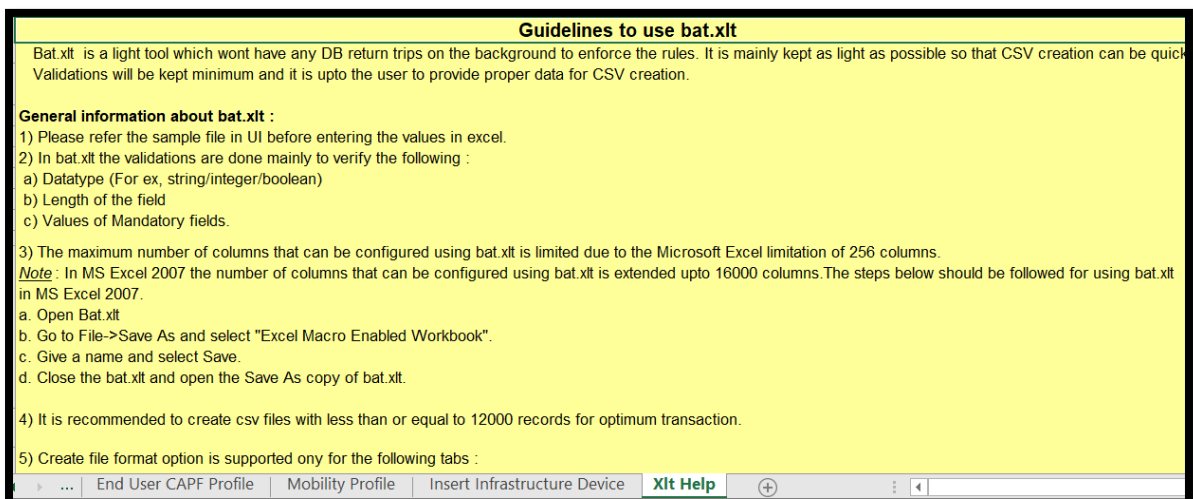 Guidelines to use bat.xlt
Bat.xlt is a light tool which wont have any DB return trips on the background to enforce the rules. It is mainly kept as light as possible so that CSV creation can be quick
Validations will be kept minimum and it is upto the user to provide proper data for CSV creation.
General information about bat.xlt :
1) Please refer the sample file in UI before entering the values in excel.
2) In bat.xlt the validations are done mainly to verify the following :
a) Datatype (For ex, string/integer/boolean)
b) Length of the field
c) Values of Mandatory fields.
3) The maximum number of columns that can be configured using bat.xlt is limited due to the Microsoft Excel limitation of 256 columns.
Note : In MS Excel 2007 the number of columns that can be configured using bat.xlt is extended upto 16000 columns.The steps below should be followed for using bat.xlt
in MS Excel 2007.
a. Open Bat.xlt
b. Go to File->Save As and select "Excel Macro Enabled Workbook".
c. Give a name and select Save.
d. Close the bat.xlt and open the Save As copy of bat.xlt.
4) It is recommended to create csv files with less than or equal to 12000 records for optimum transaction.
5) Create file format option is supported ony for the following tabs :
... End User CAPF Profile Mobility Profile Insert Infrastructure Device Xlt Help